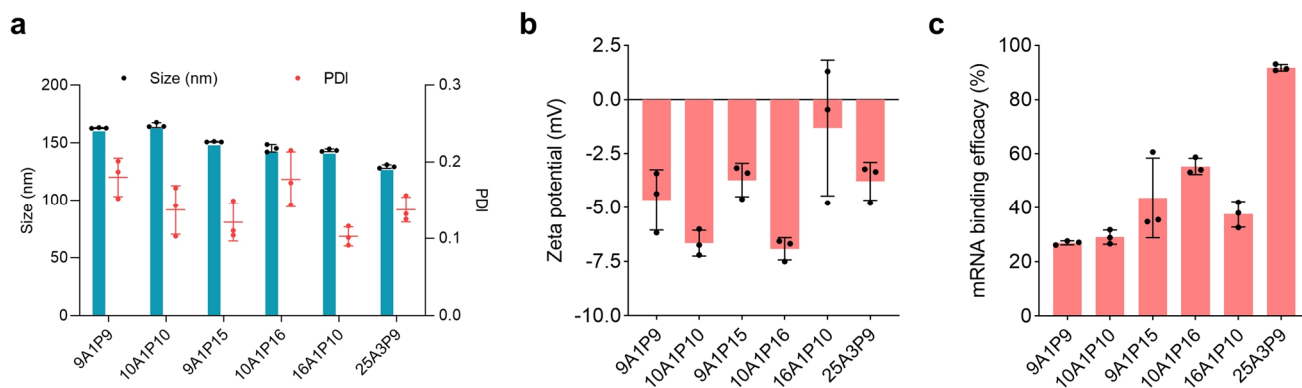 a
Size (nm)
PDI
200
150
100
50
0
Size (nm)
0.3
0.2
0.1
0.0
PDI
9A1P9
10A1P10
9A1P15
10A1P16
16A1P10
25A3P9
b
2.5
0.0
-2.5
-5.0
-7.5
-10.0
Zeta potential (mV)
9A1P9
10A1P10
9A1P15
10A1P16
16A1P10
25A3P9
c
100
80
60
40
20
0
mRNA binding efficacy (%)
9A1P9
10A1P10
9A1P15
10A1P16
16A1P10
25A3P9